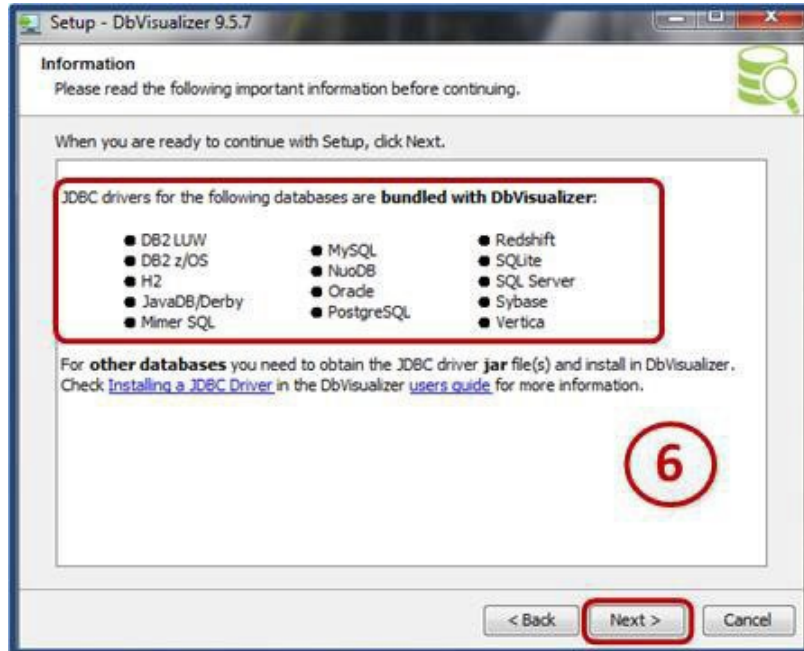 Setup - DbVisualizer 9.5.7
Information
Please read the following important information before continuing.
When you are ready to continue with Setup, click Next.
JDBC drivers for the following databases are bundled with DbVisualizer:
DB2 LUW
DB2 z/OS
H2
JavaDB/Derby
Mimer SQL
MySQL
NuoDB
Oracle
PostgreSQL
Redshift
SQLite
SQL Server
Sybase
Vertica
For other databases you need to obtain the JDBC driver jar file(s) and install in DbVisualizer.
Check Installing a JDBC Driver in the DbVisualizer users guide for more information.
6
< Back
Next >
Cancel